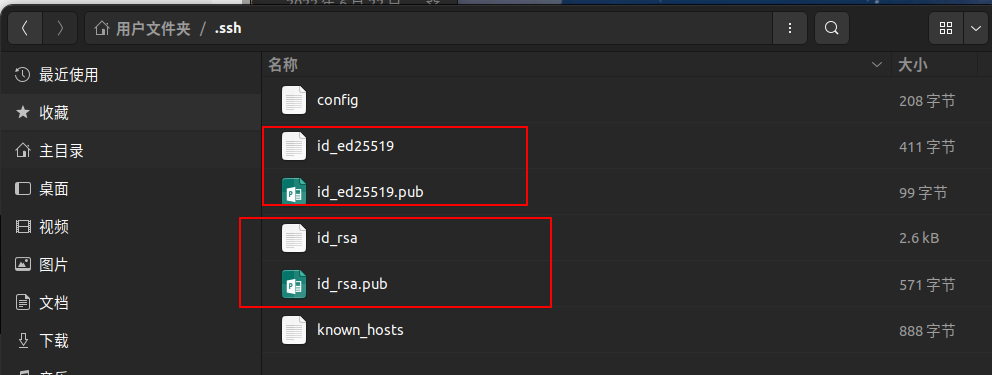 用户文件夹 / .ssh
最近使用
收藏
主目录
桌面
视频
图片
文档
下载
名称 大小
config 208 字节
id_ed25519 411 字节
id_ed25519.pub 99 字节
id_rsa 2.6 kB
id_rsa.pub 571 字节
known_hosts 888 字节